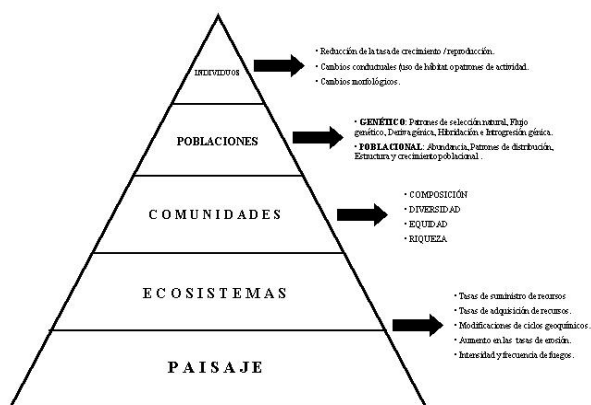 INDIVIDUOS
• Reducción de la tasa de crecimiento / reproducción.
• Cambios conductuales (uso de hábitat o patrones de actividad.
• Cambios morfológicos.
POBLACIONES
• GENÉTICO: Patrones de selección natural, Flujo
genético, Deriva génica, Hibridación e Introgresión génica.
• POBLACIONAL: Abundancia, Patrones de distribución,
Estructura y crecimiento poblacional .
COMUNIDADES
• COMPOSICIÓN
• DIVERSIDAD
• EQUIDAD
• RIQUEZA
ECOSISTEMAS
• Tasas de suministro de recursos
• Tasas de adquisición de recursos.
• Modificaciones de ciclos geoquímicos.
• Aumento en las tasas de erosión.
• Intensidad y frecuencia de fuegos.
PAISAJE